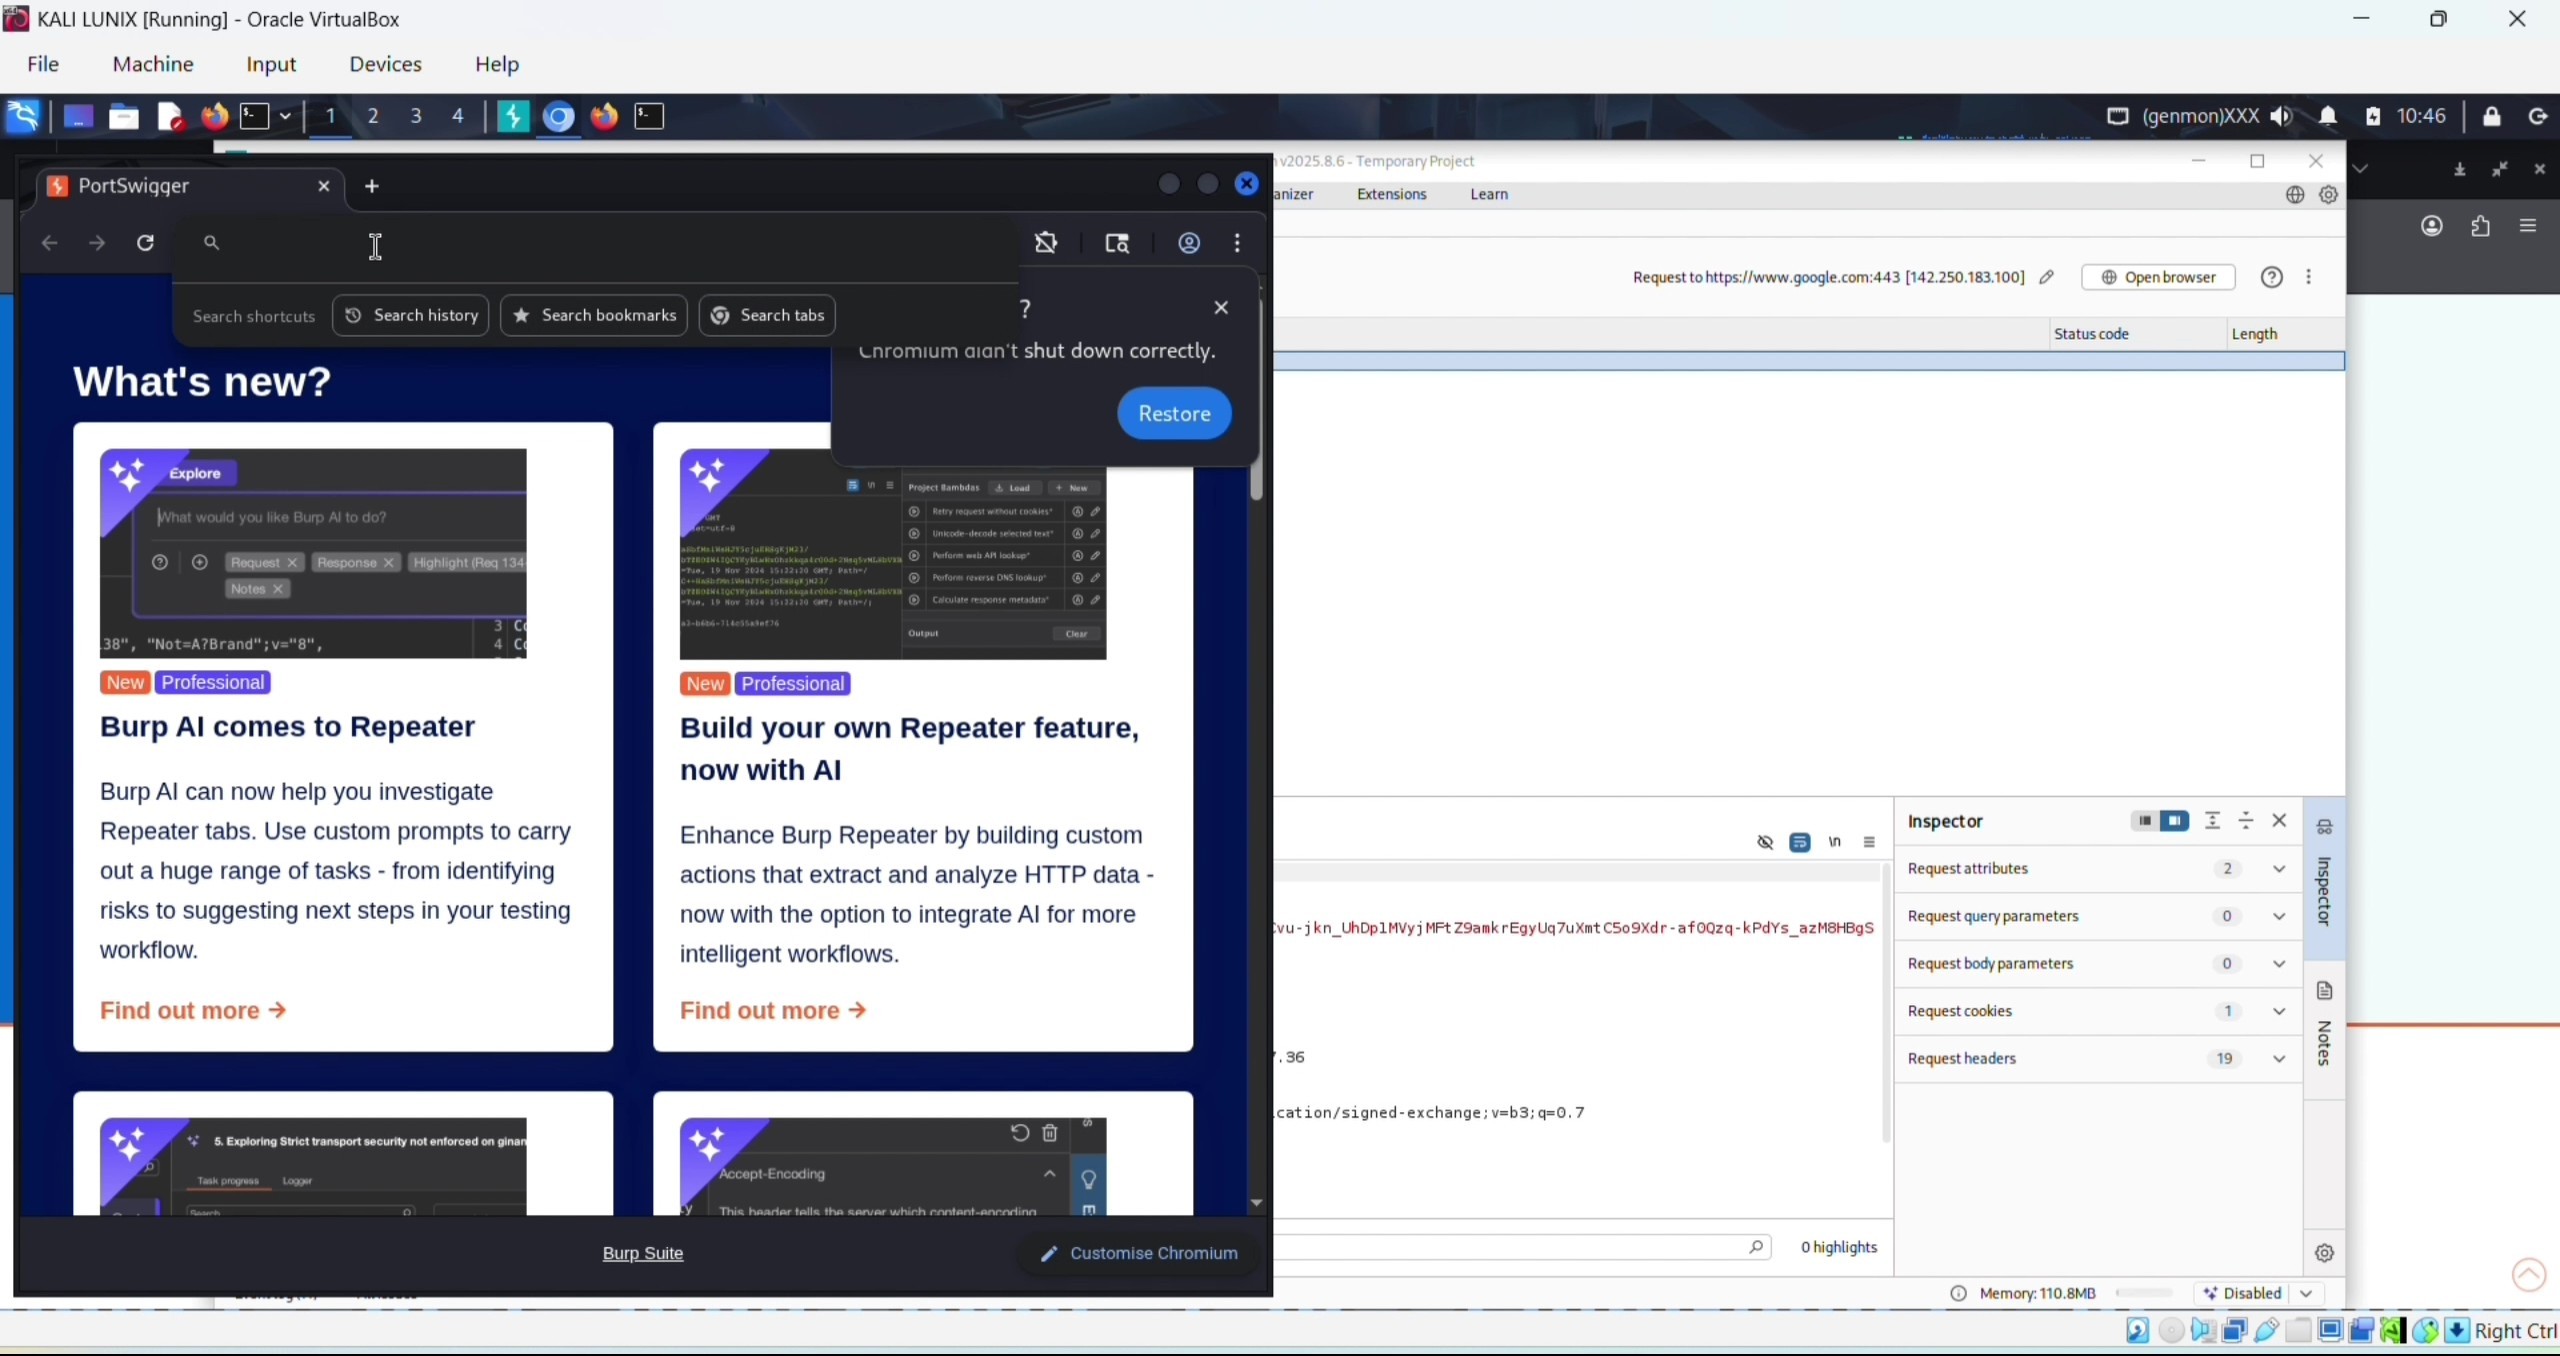 KALI LUNIX [Running] - Oracle VirtualBox
File Machine Input Devices Help
1 2 3 4 (genmon)XXX 10:46
PortSwigger
v2025.8.6 - Temporary Project
anizer Extensions Learn
Request to https://www.google.com:443 [142.250.183.100] Open browser
Search shortcuts Search history Search bookmarks Search tabs
?
Chromium didn't shut down correctly.
Restore
Status code Length
What's new?
Explore
What would you like Burp AI to do?
Request Response Highlight (Req 134-
Notes
38", "Not=A?Brand";v="8",
3 Co
4 Co
Project Bambdas Load + New
Retry request without cookies*
Unicode-decode selected text*
Perform web API lookup*
Perform reverse DNS lookup*
Calculate response metadata*
Output Clear
New Professional
Burp AI comes to Repeater
Burp AI can now help you investigate
Repeater tabs. Use custom prompts to carry
out a huge range of tasks - from identifying
risks to suggesting next steps in your testing
workflow.
Find out more →
New Professional
Build your own Repeater feature,
now with AI
Enhance Burp Repeater by building custom
actions that extract and analyze HTTP data -
now with the option to integrate AI for more
intelligent workflows.
Find out more →
5. Exploring Strict transport security not enforced on ginan
Task progress Logger
Search
Accept-Encoding
This header tells the server which content-encoding
Burp Suite
Customise Chromium
\n
vu-jkn_UhDp1MVyjMFtZ9amkrEgyUq7uXmtC5o9Xdr-af0Qzq-kPdYs_azM8HBgS
.36
cation/signed-exchange;v=b3;q=0.7
0 highlights
Inspector
Request attributes 2
Request query parameters 0
Request body parameters 0
Request cookies 1
Request headers 19
Inspector
Notes
Memory: 110.8MB Disabled
Right Ctrl